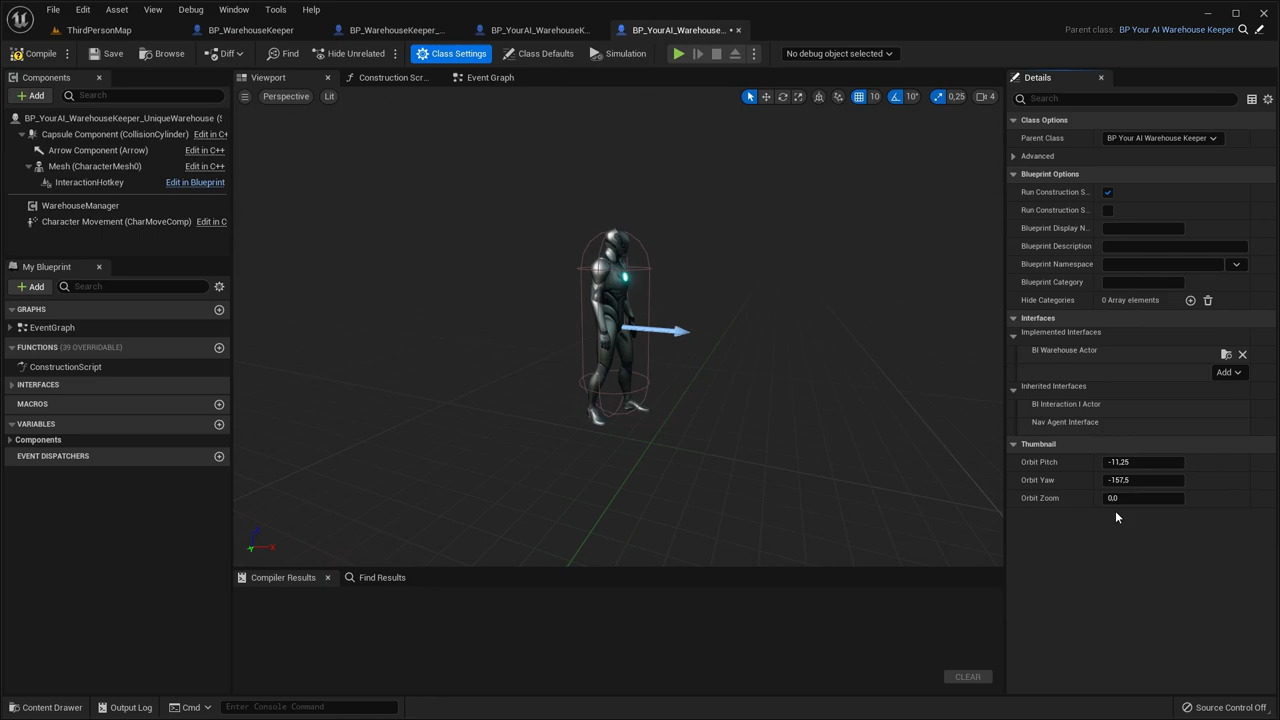 File Edit Asset View Debug Window Tools Help
ThirdPersonMap BP_WarehouseKeeper BP_WarehouseKeeper_... BP_YourAI_WarehouseK... BP_YourAI_Warehouse... • Parent class: BP Your AI Warehouse Keeper
Compile Save Browse Diff Find Hide Unrelated Class Settings Class Defaults Simulation No debug object selected
Components
Add Search
BP_YourAI_WarehouseKeeper_UniqueWarehouse (S
Capsule Component (CollisionCylinder) Edit in C+
Arrow Component (Arrow) Edit in C++
Mesh (CharacterMesh0) Edit in C++
InteractionHotkey Edit in Blueprint
WarehouseManager
Character Movement (CharMoveComp) Edit in C
My Blueprint
Add Search
GRAPHS
EventGraph
FUNCTIONS (39 OVERRIDABLE)
ConstructionScript
INTERFACES
MACROS
VARIABLES
Components
EVENT DISPATCHERS
Viewport Construction Scr... Event Graph
Perspective Lit 10 10° 0,25 4
X
Compiler Results Find Results
CLEAR
Details
Search
Class Options
Parent Class BP Your AI Warehouse Keeper
Advanced
Blueprint Options
Run Construction S...
Run Construction S...
Blueprint Display N...
Blueprint Description
Blueprint Namespace
Blueprint Category
Hide Categories 0 Array elements
Interfaces
Implemented Interfaces
BI Warehouse Actor
Add
Inherited Interfaces
BI Interaction I Actor
Nav Agent Interface
Thumbnail
Orbit Pitch -11,25
Orbit Yaw -157,5
Orbit Zoom 0,0
Content Drawer Output Log Cmd Enter Console Command Source Control Off